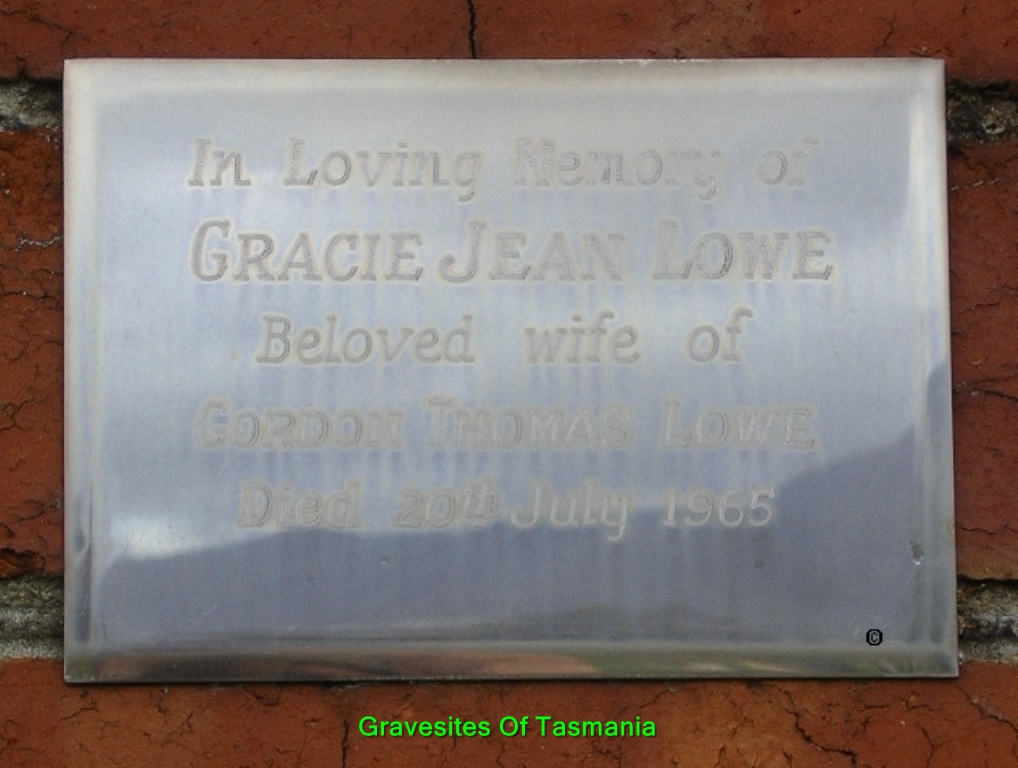 In Loving Memory of
GRACIE JEAN LOWE
Beloved wife of
GORDON THOMAS LOWE
Died 20th July 1965
©
Gravesites Of Tasmania